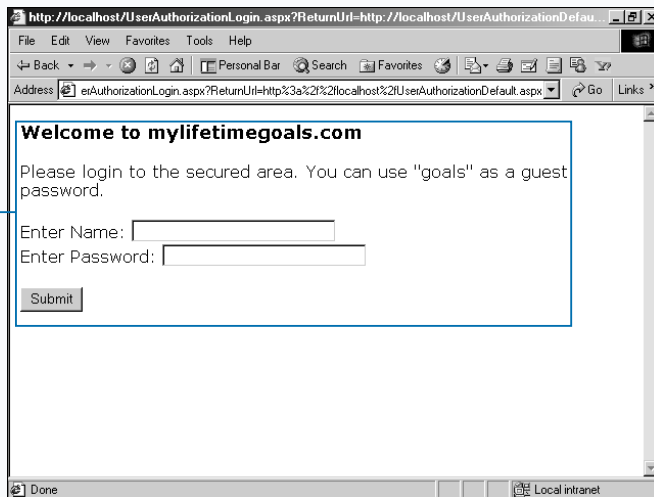 http://localhost/UserAuthorizationLogin.aspx?ReturnUrl=http://localhost/UserAuthorizationDefau...
File Edit View Favorites Tools Help
Back Personal Bar Search Favorites
Address erAuthorizationLogin.aspx?ReturnUrl=http%3a%2f%2flocalhost%2fUserAuthorizationDefault.aspx Go Links »
Welcome to mylifetimegoals.com
Please login to the secured area. You can use "goals" as a guest
password.
Enter Name:
Enter Password:
Submit
Done Local intranet